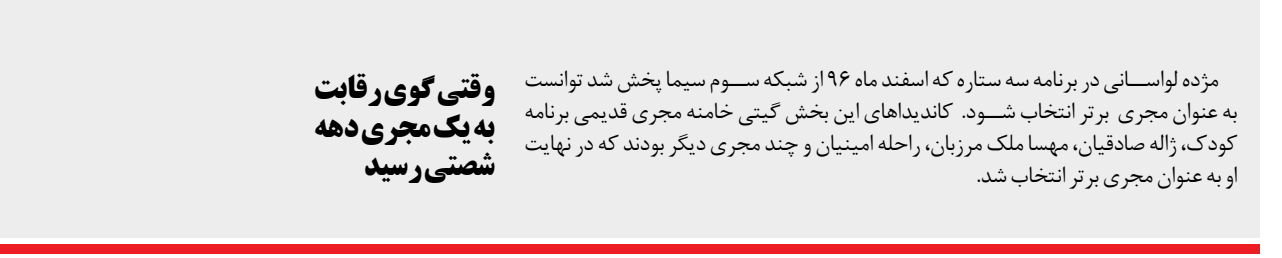 وقتی گوی رقابت
به یک مجری دهه
شصتی رسید
مژده لواسانی در برنامه سه ستاره که اسفند ماه ۹۶ از شبکه سوم سیما پخش شد توانست
به عنوان مجری برتر انتخاب شود. کاندیداهای این بخش گیتی خامنه مجری قدیمی برنامه
کودک، ژاله صادقیان، مهسا ملک مرزبان، راحله امینیان و چند مجری دیگر بودند که در نهایت
او به عنوان مجری برتر انتخاب شد.